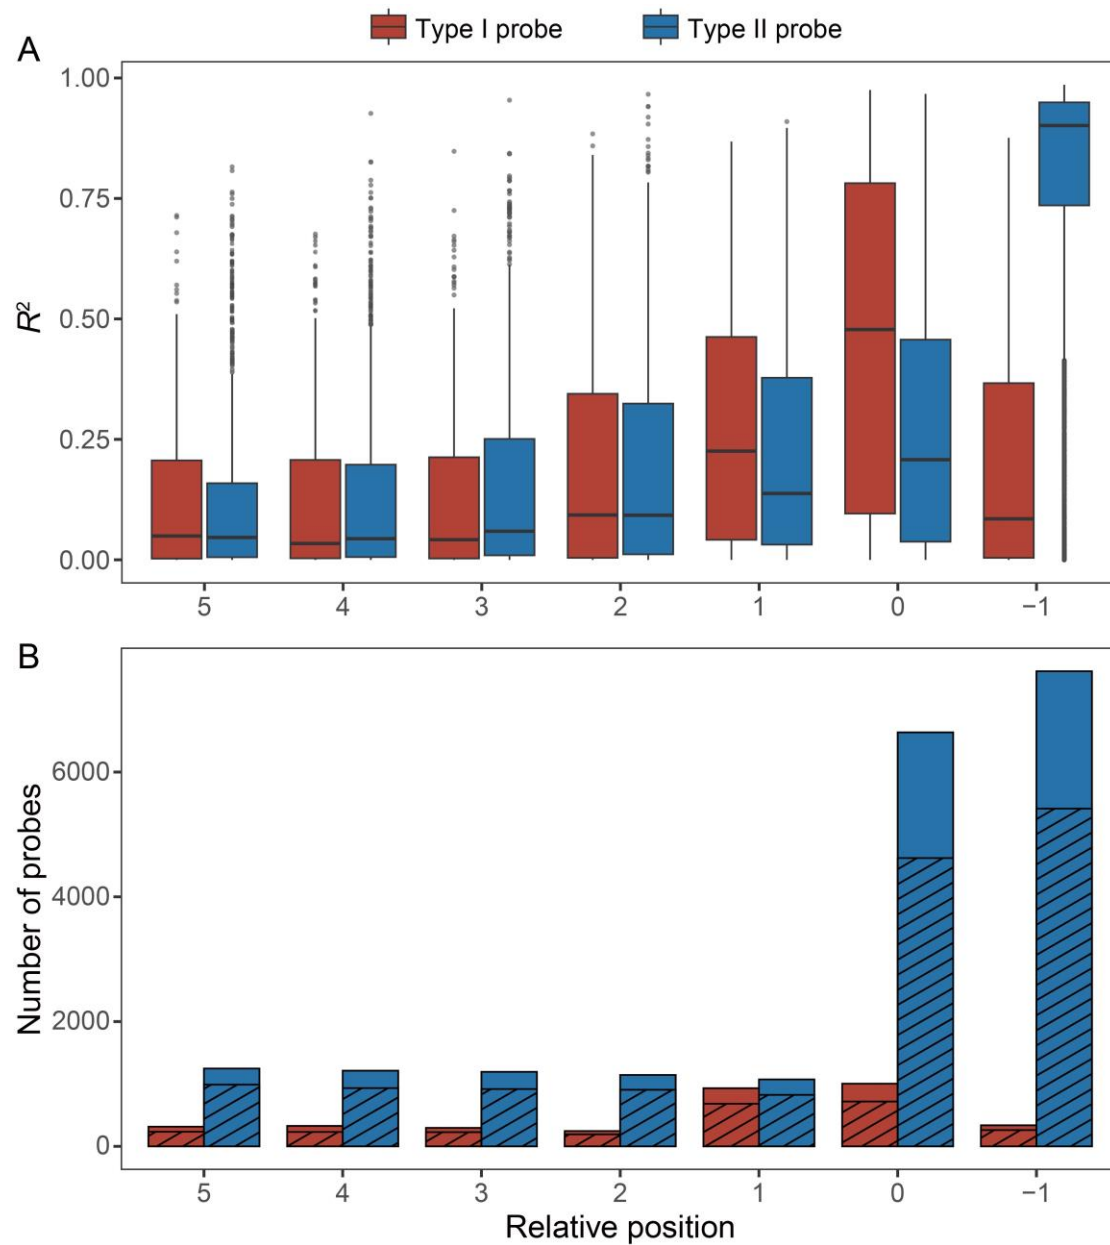 Type I probe Type II probe
A
1.00
0.75
0.50
0.25
0.00
R²
5 4 3 2 1 0 −1
B
6000
4000
2000
0
Number of probes
5 4 3 2 1 0 −1
Relative position